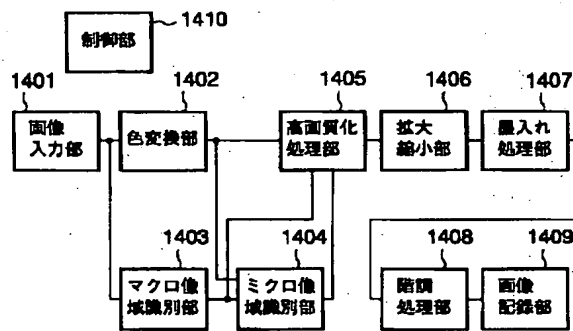 1410
制御部
1401
1402
1405
1406
1407
画像
入力部
色変換部
高画質化
処理部
拡大
縮小部
墨入れ
処理部
1403
1404
1408
1409
マクロ像
域識別部
ミクロ像
域識別部
階調
処理部
画像
記録部